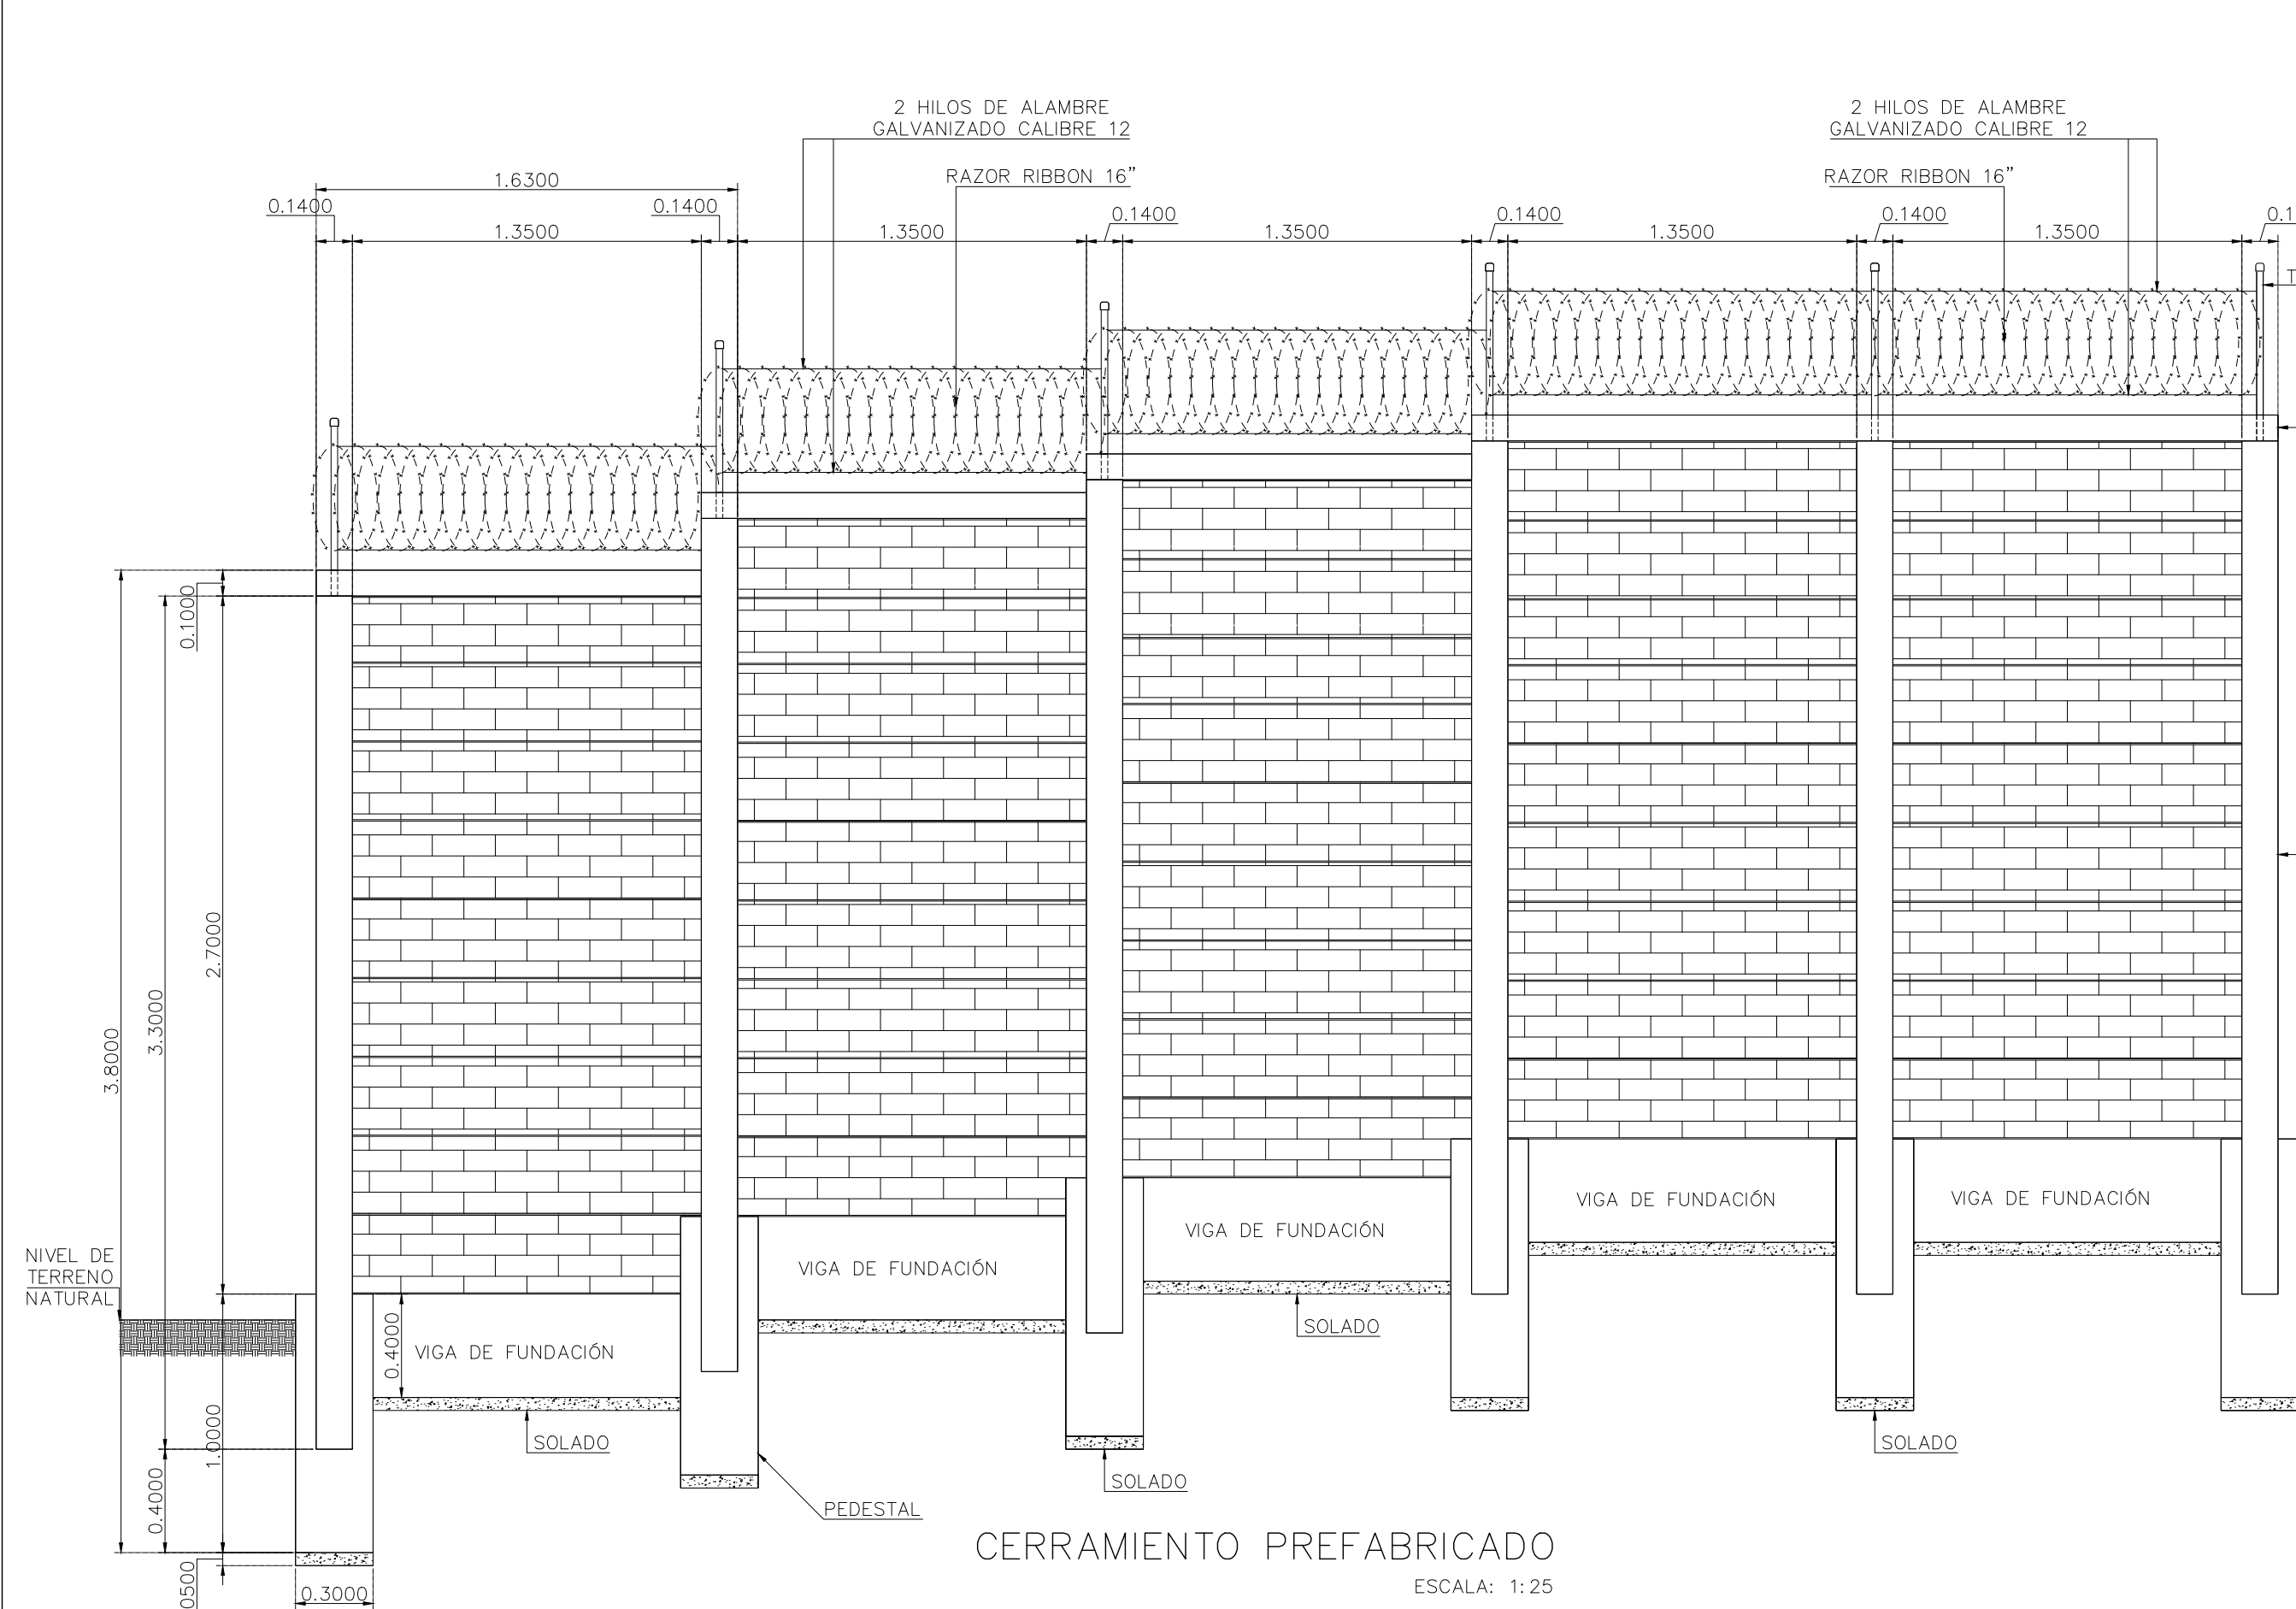 2 HILOS DE ALAMBRE
GALVANIZADO CALIBRE 12
2 HILOS DE ALAMBRE
GALVANIZADO CALIBRE 12
RAZOR RIBBON 16”
RAZOR RIBBON 16”
1.6300
0.1400
0.1400
0.1400
0.1400
0.1400
0.1
1.3500
1.3500
1.3500
1.3500
1.3500
T
0.1000
2.7000
3.3000
3.8000
NIVEL DE
TERRENO
NATURAL
VIGA DE FUNDACIÓN
VIGA DE FUNDACIÓN
VIGA DE FUNDACIÓN
VIGA DE FUNDACIÓN
VIGA DE FUNDACIÓN
0.4000
SOLADO
SOLADO
SOLADO
SOLADO
1.0000
0.4000
PEDESTAL
0500
0.3000
CERRAMIENTO PREFABRICADO
ESCALA: 1:25